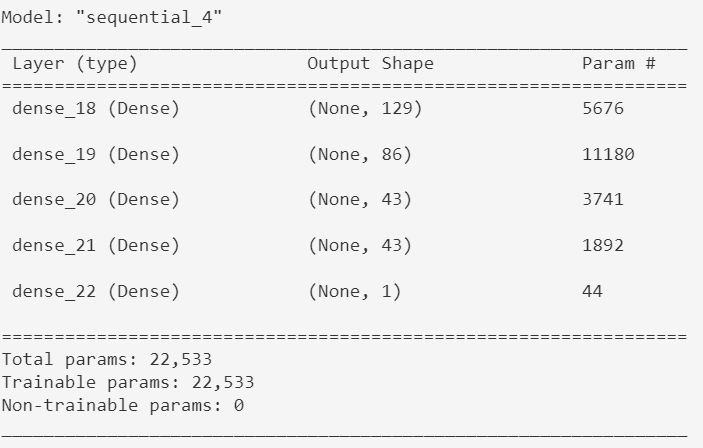 Model: "sequential_4"
_________________________________________________________________
Layer (type)                Output Shape              Param #
=================================================================
dense_18 (Dense)            (None, 129)               5676
dense_19 (Dense)            (None, 86)                11180
dense_20 (Dense)            (None, 43)                3741
dense_21 (Dense)            (None, 43)                1892
dense_22 (Dense)            (None, 1)                 44
=================================================================
Total params: 22,533
Trainable params: 22,533
Non-trainable params: 0
_________________________________________________________________